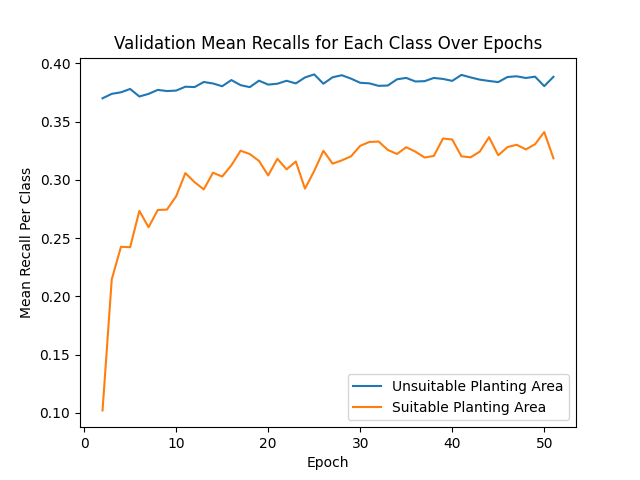 Validation Mean Recalls for Each Class Over Epochs
Mean Recall Per Class
0.40
0.35
0.30
0.25
0.20
0.15
0.10
0
10
20
30
40
50
Epoch
Unsuitable Planting Area
Suitable Planting Area